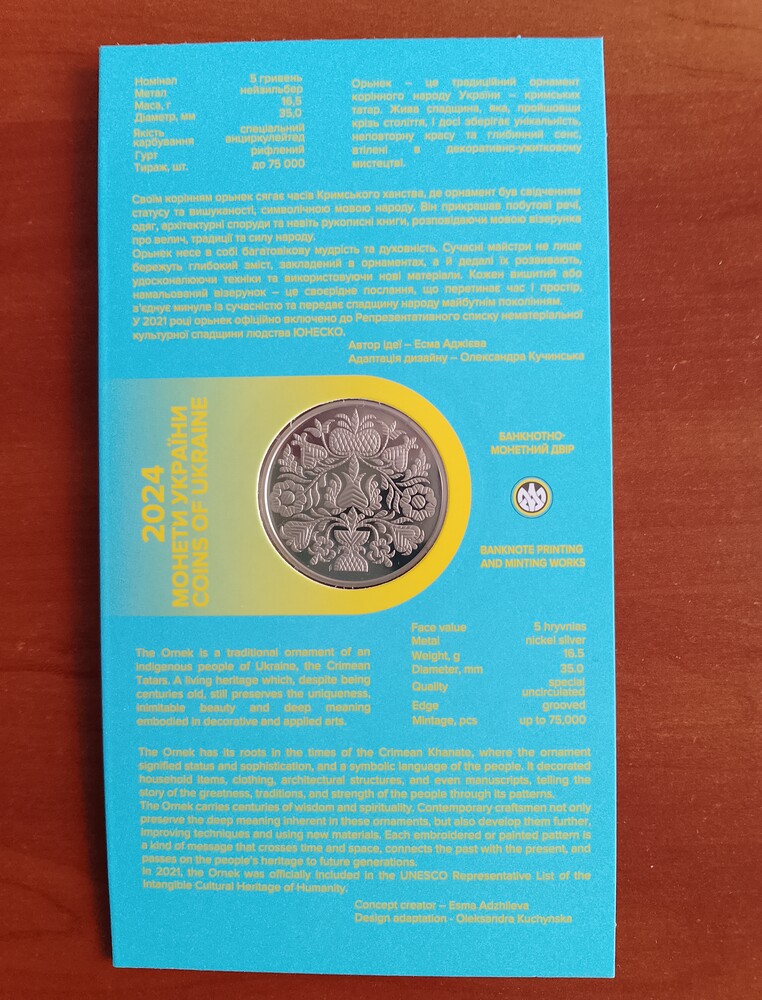 Номінал 5 гривень
Метал нейзильбер
Маса, г 16,5
Діаметр, мм 35,0
Якість карбування спеціальний анциркулейтед
Гурт рифлений
Тираж, шт. до 75 000
Орьнек – це традиційний орнамент
корінного народу України – кримських
татар. Жива спадщина, яка, пройшовши
крізь століття, і досі зберігає унікальність,
неповторну красу та глибинний сенс,
втілені в декоративно-ужитковому
мистецтві.
Своїм корінням орьнек сягає часів Кримського ханства, де орнамент був свідченням
статусу та вишуканості, символічною мовою народу. Він прикрашав побутові речі,
одяг, архітектурні споруди та навіть рукописні книги, розповідаючи мовою візерунка
про велич, традиції та силу народу.
Орьнек несе в собі багатовікову мудрість та духовність. Сучасні майстри не лише
бережуть глибокий зміст, закладений в орнаментах, а й дедалі їх розвивають,
удосконалюючи техніки та використовуючи нові матеріали. Кожен вишитий або
намальований візерунок – це своєрідне послання, що перетинає час і простір,
з'єднує минуле із сучасністю та передає спадщину народу майбутнім поколінням.
У 2021 році орьнек офіційно включено до Репрезентативного списку нематеріальної
культурної спадщини людства ЮНЕСКО.
Автор ідеї – Есма Аджієва
Адаптація дизайну – Олександра Кучинська
2024
МОНЕТИ УКРАЇНИ
COINS OF UKRAINE
БАНКНОТНО-
МОНЕТНИЙ ДВІР
BANKNOTE PRINTING
AND MINTING WORKS
The Ornek is a traditional ornament of an
indigenous people of Ukraine, the Crimean
Tatars. A living heritage which, despite being
centuries old, still preserves the uniqueness,
inimitable beauty and deep meaning
embodied in decorative and applied arts.
Face value 5 hryvnias
Metal nickel silver
Weight, g 16.5
Diameter, mm 35.0
Quality special uncirculated
Edge grooved
Mintage, pcs up to 75,000
The Ornek has its roots in the times of the Crimean Khanate, where the ornament
signified status and sophistication, and a symbolic language of the people. It decorated
household items, clothing, architectural structures, and even manuscripts, telling the
story of the greatness, traditions, and strength of the people through its patterns.
The Ornek carries centuries of wisdom and spirituality. Contemporary craftsmen not only
preserve the deep meaning inherent in these ornaments, but also develop them further,
improving techniques and using new materials. Each embroidered or painted pattern is
a kind of message that crosses time and space, connects the past with the present, and
passes on the people's heritage to future generations.
In 2021, the Ornek was officially included in the UNESCO Representative List of the
Intangible Cultural Heritage of Humanity.
Concept creator – Esma Adzhiieva
Design adaptation - Oleksandra Kuchynska